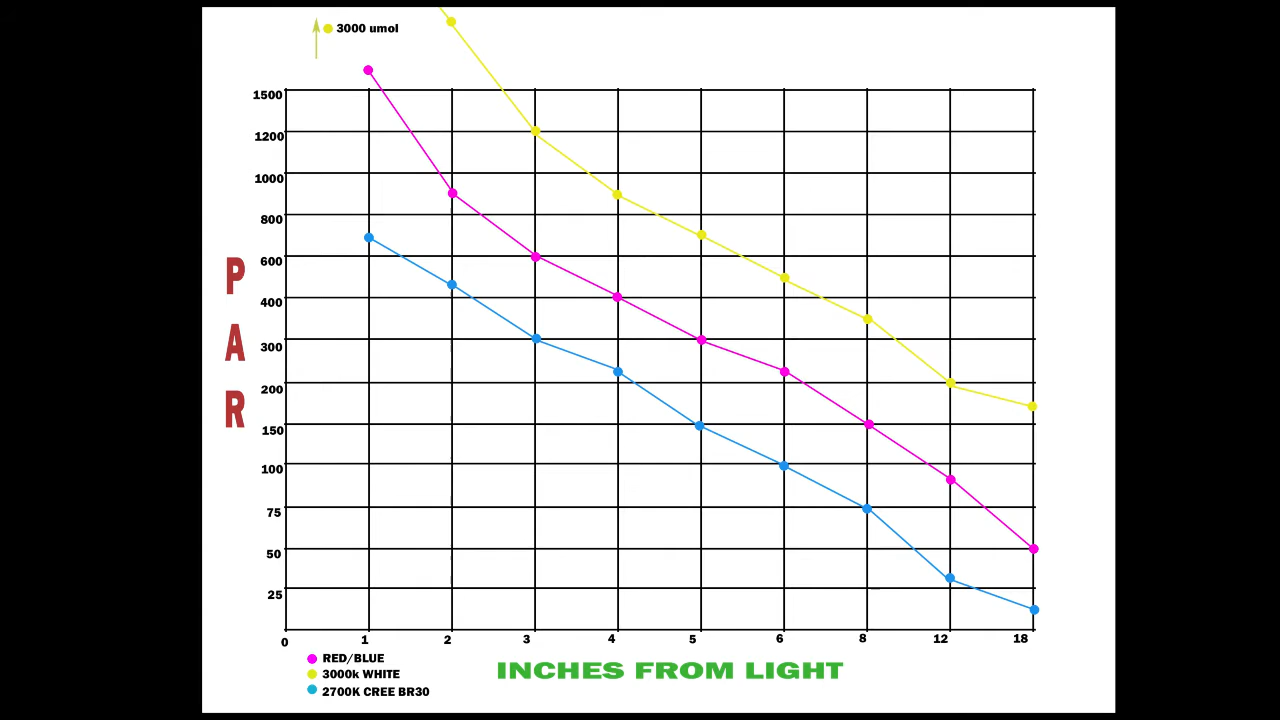 3000 umol
1500
1200
1000
800
600
400
300
200
150
100
75
50
25
PAR
0 1 2 3 4 5 6 8 12 18
INCHES FROM LIGHT
RED/BLUE
3000k WHITE
2700K CREE BR30